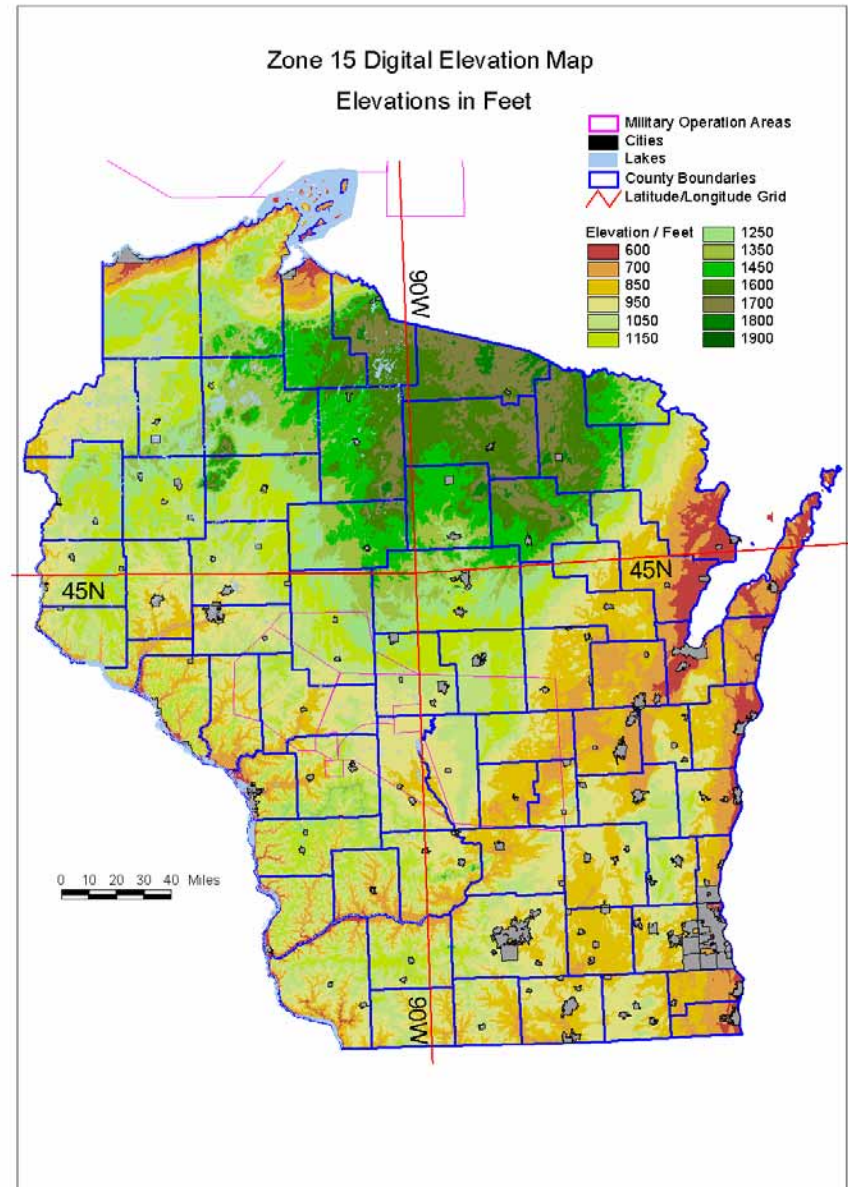 Zone 15 Digital Elevation Map
Elevations in Feet
Military Operation Areas
Cities
Lakes
County Boundaries
Latitude/Longitude Grid
Elevation / Feet
600
700
850
950
1050
1150
1250
1350
1450
1600
1700
1800
1900
90W
45N
45N
0 10 20 30 40 Miles
90W